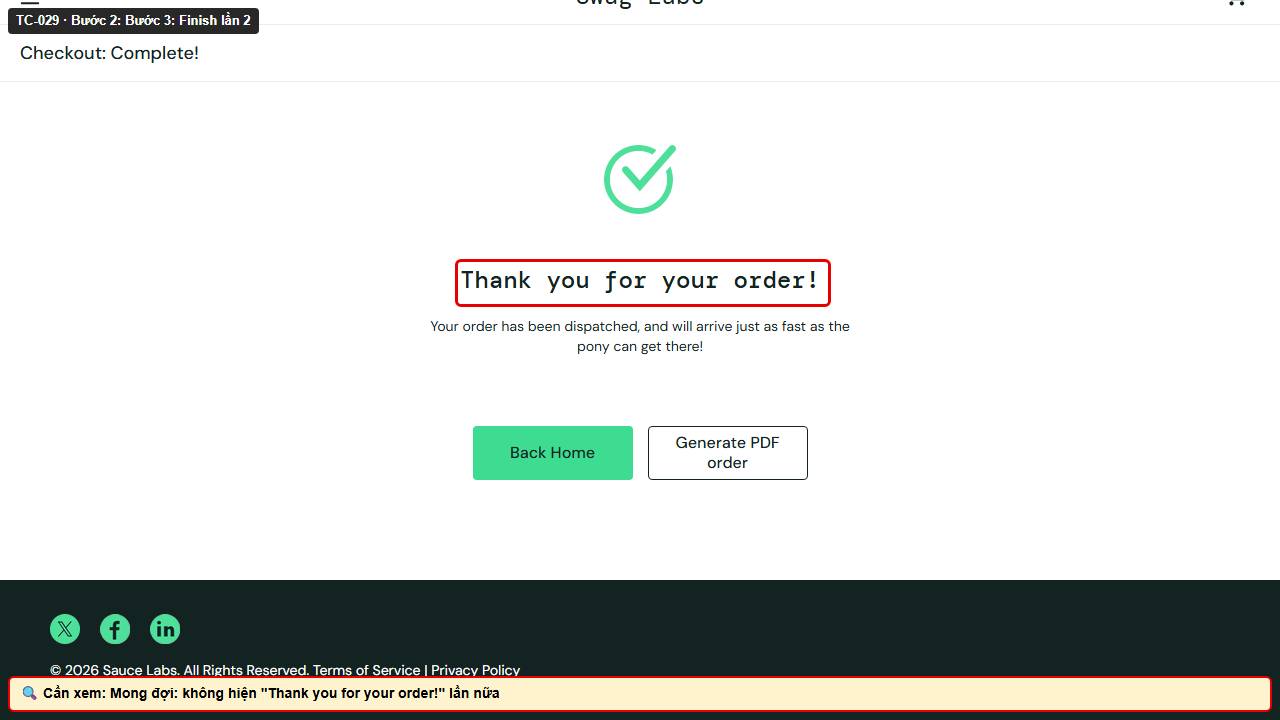 Swag Labs
TC-029 · Bước 2: Bước 3: Finish lần 2
Checkout: Complete!
Thank you for your order!
Your order has been dispatched, and will arrive just as fast as the
pony can get there!
Back Home
Generate PDF
order
© 2026 Sauce Labs. All Rights Reserved. Terms of Service | Privacy Policy
🔍 Cần xem: Mong đợi: không hiện "Thank you for your order!" lần nữa